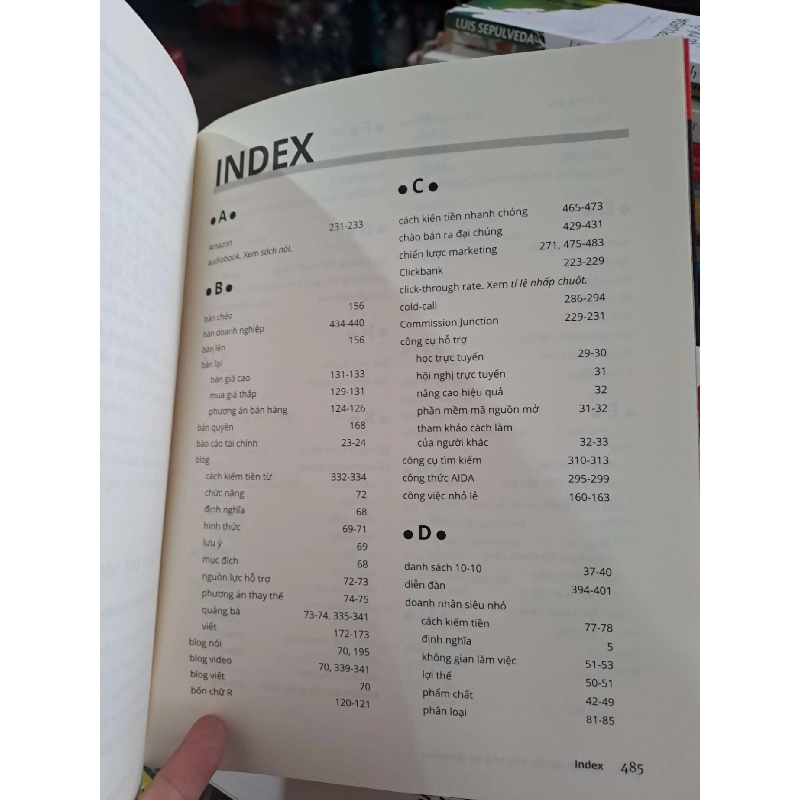 LUIS SEPULVEDA
INDEX
• A •
Amazon 231-233
audiobook. Xem sách nói.
• B •
bán chéo 156
bán doanh nghiệp 434-440
bán lên 156
bán lại
bán giá cao 131-133
mua giá thấp 129-131
phương án bán hàng 124-126
bản quyền 168
báo cáo tài chính 23-24
blog
cách kiếm tiền từ 332-334
chức năng 72
định nghĩa 68
hình thức 69-71
lưu ý 69
mục đích 68
nguồn lực hỗ trợ 72-73
phương án thay thế 74-75
quảng bá 73-74, 335-341
viết 172-173
blog nói 70, 195
blog video 70, 339-341
blog viết 70
bốn chữ R 120-121
• C •
cách kiến tiền nhanh chóng 465-473
chào bán ra đại chúng 429-431
chiến lược marketing 271, 475-483
Clickbank 223-229
click-through rate. Xem tỉ lệ nhấp chuột.
cold-call 286-294
Commission Junction 229-231
công cụ hỗ trợ
học trực tuyến 29-30
hội nghị trực tuyến 31
nâng cao hiệu quả 32
phần mềm mã nguồn mở 31-32
tham khảo cách làm
của người khác 32-33
công cụ tìm kiếm 310-313
công thức AIDA 295-299
công việc nhỏ lẻ 160-163
• D •
danh sách 10-10 37-40
diễn đàn 394-401
doanh nhân siêu nhỏ
cách kiếm tiền 77-78
định nghĩa 5
không gian làm việc 51-53
lợi thế 50-51
phẩm chất 42-49
phân loại 81-85
Index 485